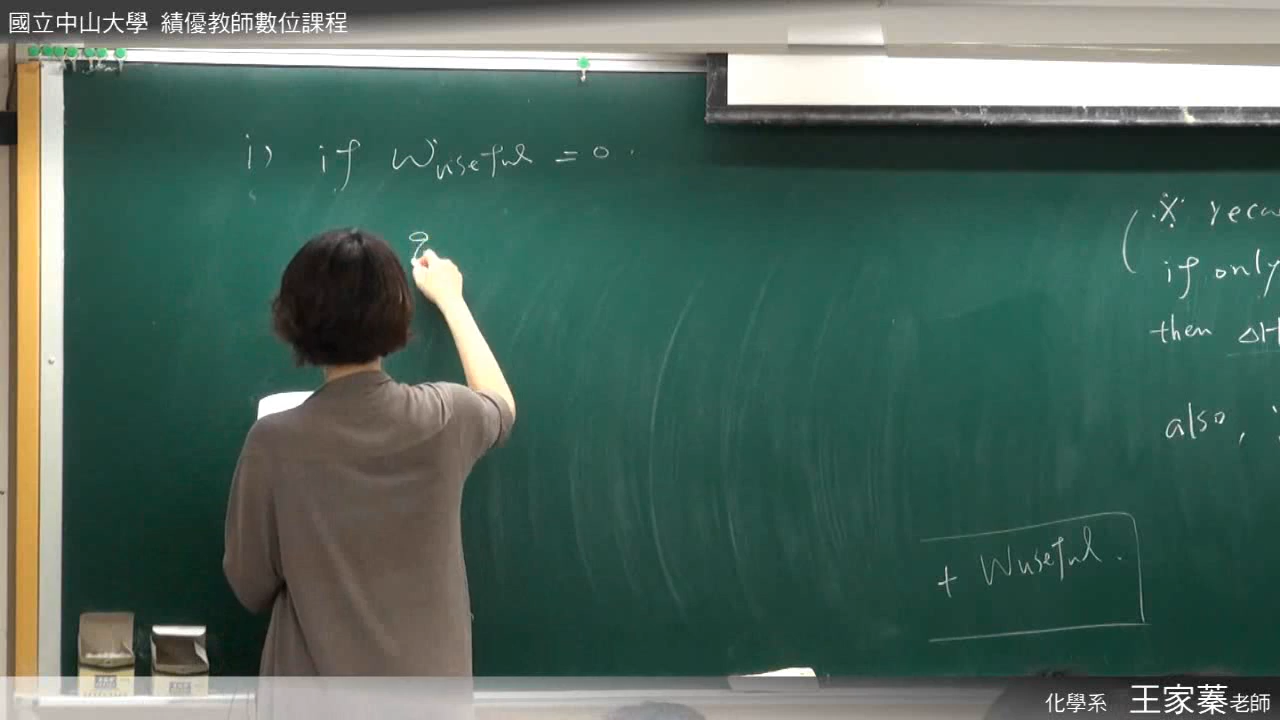 國立中山大學 績優教師數位課程
i) if Wuseful = 0.
q
(※
if only
then ΔH
also,
+ Wuseful.
化學系 王家蓁老師